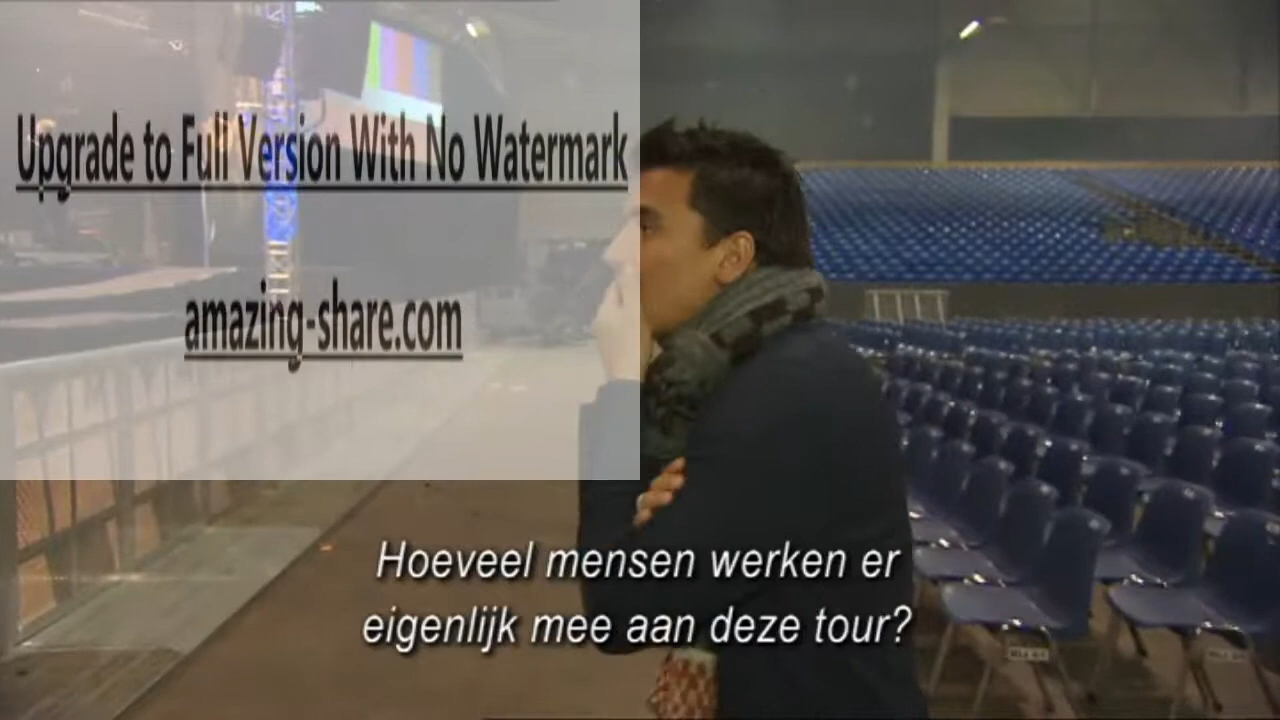 Upgrade to Full Version With No Watermark
amazing-share.com
Hoeveel mensen werken er
eigenlijk mee aan deze tour?